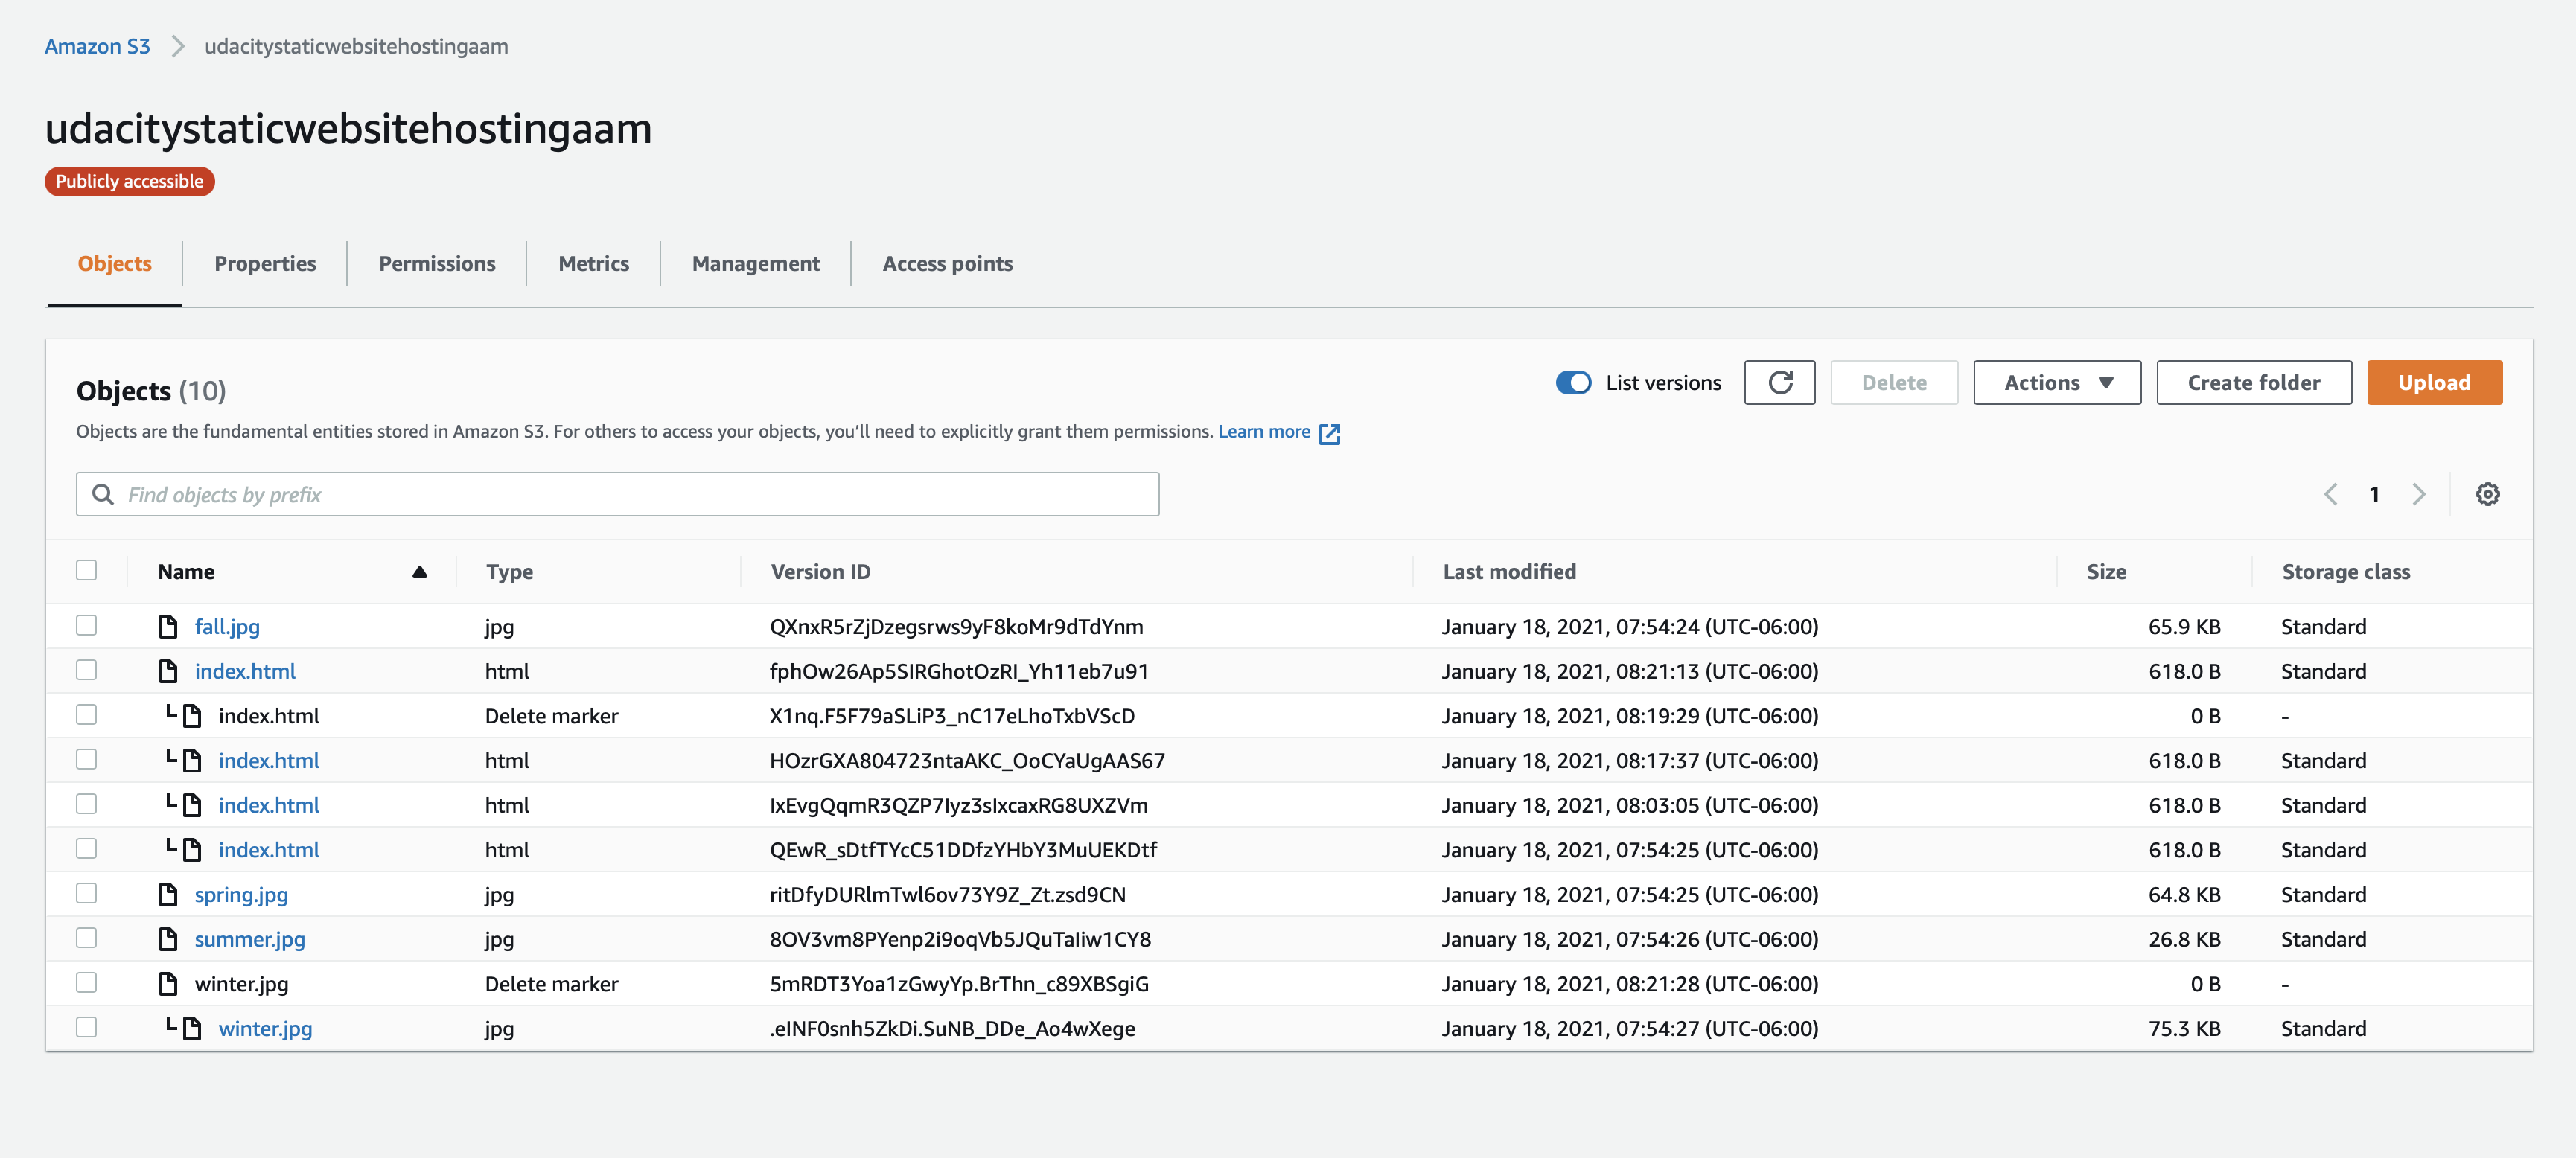 Amazon S3 > udacitystaticwebsitehostingaam
udacitystaticwebsitehostingaam
Publicly accessible
Objects Properties Permissions Metrics Management Access points
Objects (10)
List versions Delete Actions Create folder Upload
Objects are the fundamental entities stored in Amazon S3. For others to access your objects, you'll need to explicitly grant them permissions. Learn more
Find objects by prefix
1
Name Type Version ID Last modified Size Storage class
fall.jpg jpg QXnxR5rZjDzegsrws9yF8koMr9dTdYnm January 18, 2021, 07:54:24 (UTC-06:00) 65.9 KB Standard
index.html html fphOw26Ap5SIRGhotOzRI_Yh11eb7u91 January 18, 2021, 08:21:13 (UTC-06:00) 618.0 B Standard
index.html Delete marker X1nq.F5F79aSLiP3_nC17eLhoTxbVScD January 18, 2021, 08:19:29 (UTC-06:00) 0 B -
index.html html HOzrGXA804723ntaAKC_OoCYaUgAAS67 January 18, 2021, 08:17:37 (UTC-06:00) 618.0 B Standard
index.html html IxEvgQqmR3QZP7Iyz3sIxcaxRG8UXZVm January 18, 2021, 08:03:05 (UTC-06:00) 618.0 B Standard
index.html html QEwR_sDtfTYcC51DDfzYHbY3MuUEKDtf January 18, 2021, 07:54:25 (UTC-06:00) 618.0 B Standard
spring.jpg jpg ritDfyDURlmTwl6ov73Y9Z_Zt.zsd9CN January 18, 2021, 07:54:25 (UTC-06:00) 64.8 KB Standard
summer.jpg jpg 8OV3vm8PYenp2i9oqVb5JQuTaIiw1CY8 January 18, 2021, 07:54:26 (UTC-06:00) 26.8 KB Standard
winter.jpg Delete marker 5mRDT3Yoa1zGwyYp.BrThn_c89XBSgiG January 18, 2021, 08:21:28 (UTC-06:00) 0 B -
winter.jpg jpg .eINF0snh5ZkDi.SuNB_DDe_Ao4wXege January 18, 2021, 07:54:27 (UTC-06:00) 75.3 KB Standard